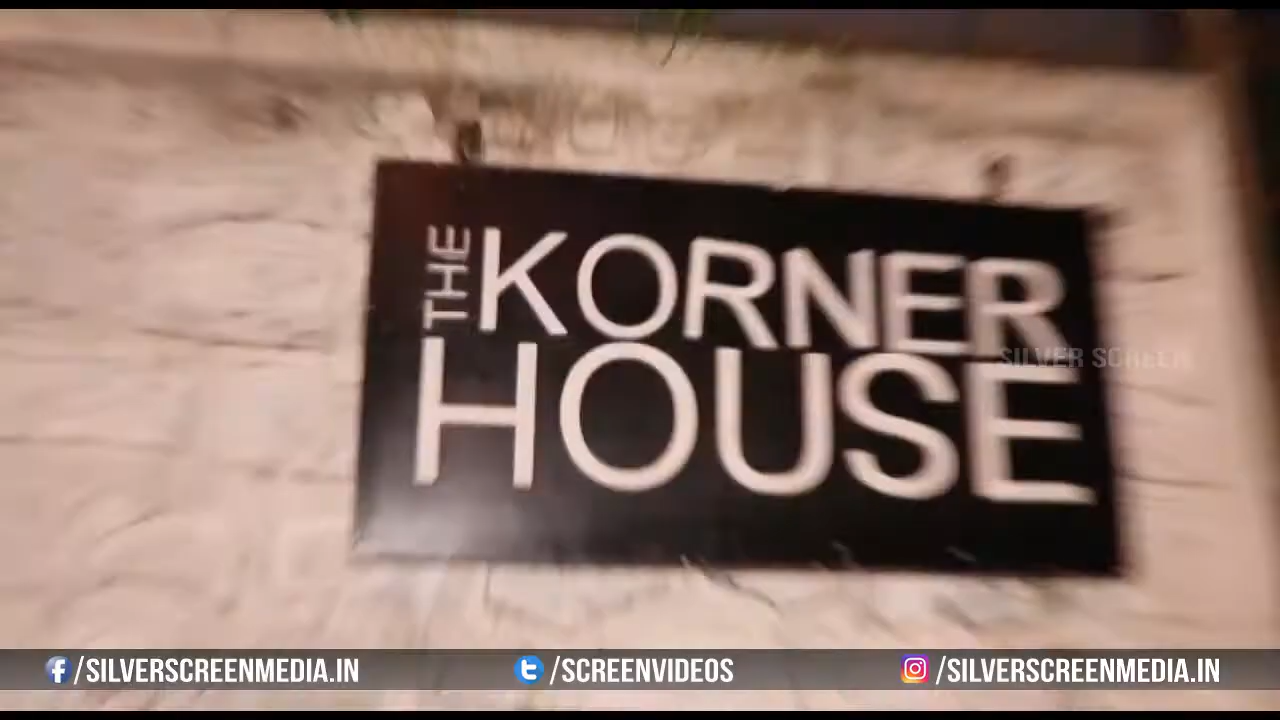 THE KORNER
HOUSE
SILVER SCREEN
/SILVERSCREENMEDIA.IN
/SCREENVIDEOS
/SILVERSCREENMEDIA.IN